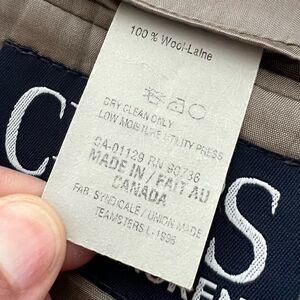 100 % Wool-Laine
DRY CLEAN ONLY
LOW MOISTURE UTILITY PRESS
CA-01129 RN 90736
MADE IN / FAIT AU
CANADA
FAB. SYNDICALE / UNION MADE
TEAMSTERS L-1996